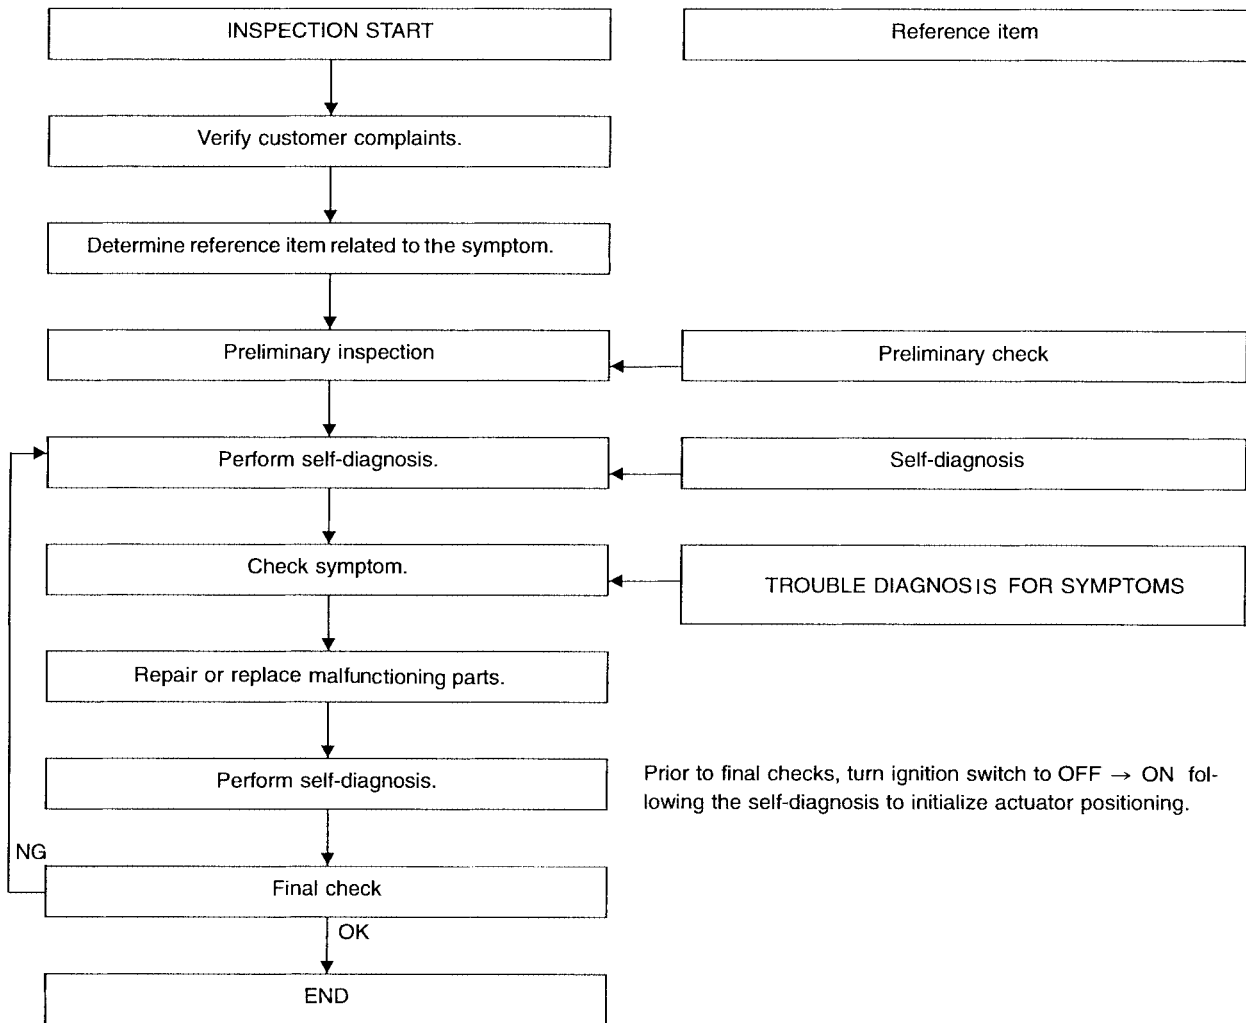 INSPECTION START
Reference item
Verify customer complaints.
Determine reference item related to the symptom.
Preliminary inspection
Preliminary check
Perform self-diagnosis.
Self-diagnosis
Check symptom.
TROUBLE DIAGNOSIS FOR SYMPTOMS
Repair or replace malfunctioning parts.
Perform self-diagnosis.
Prior to final checks, turn ignition switch to OFF → ON fol-
lowing the self-diagnosis to initialize actuator positioning.
NG
Final check
OK
END